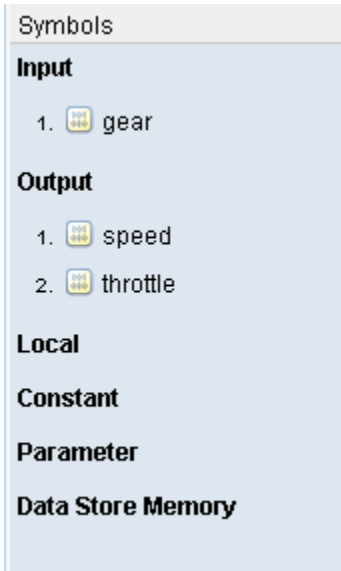 Symbols
Input
1. gear
Output
1. speed
2. throttle
Local
Constant
Parameter
Data Store Memory